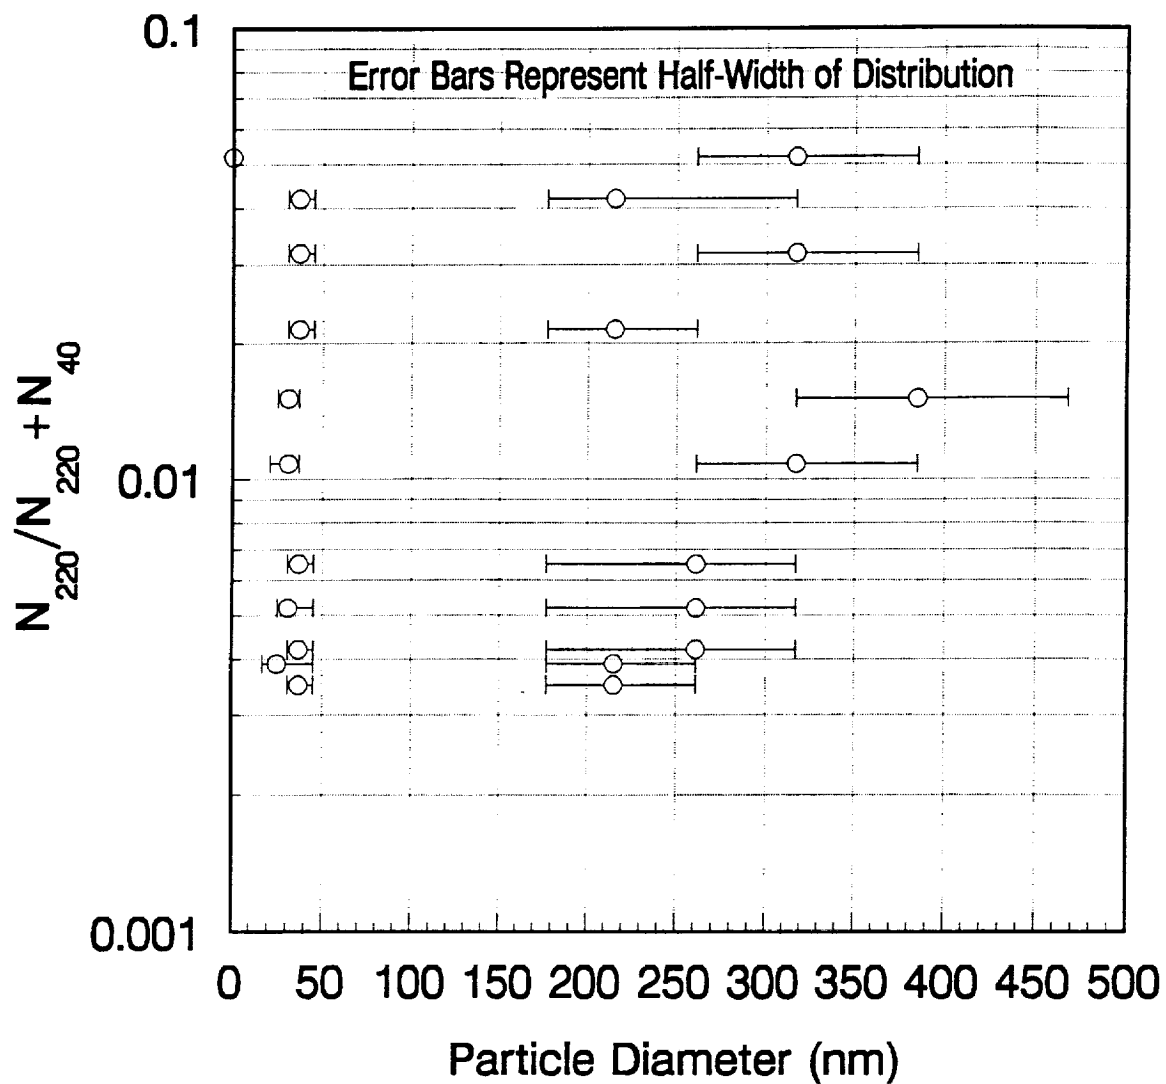 0.1
Error Bars Represent Half-Width of Distribution
N220/N220+N40
0.01
0.001
0 50 100 150 200 250 300 350 400 450 500
Particle Diameter (nm)